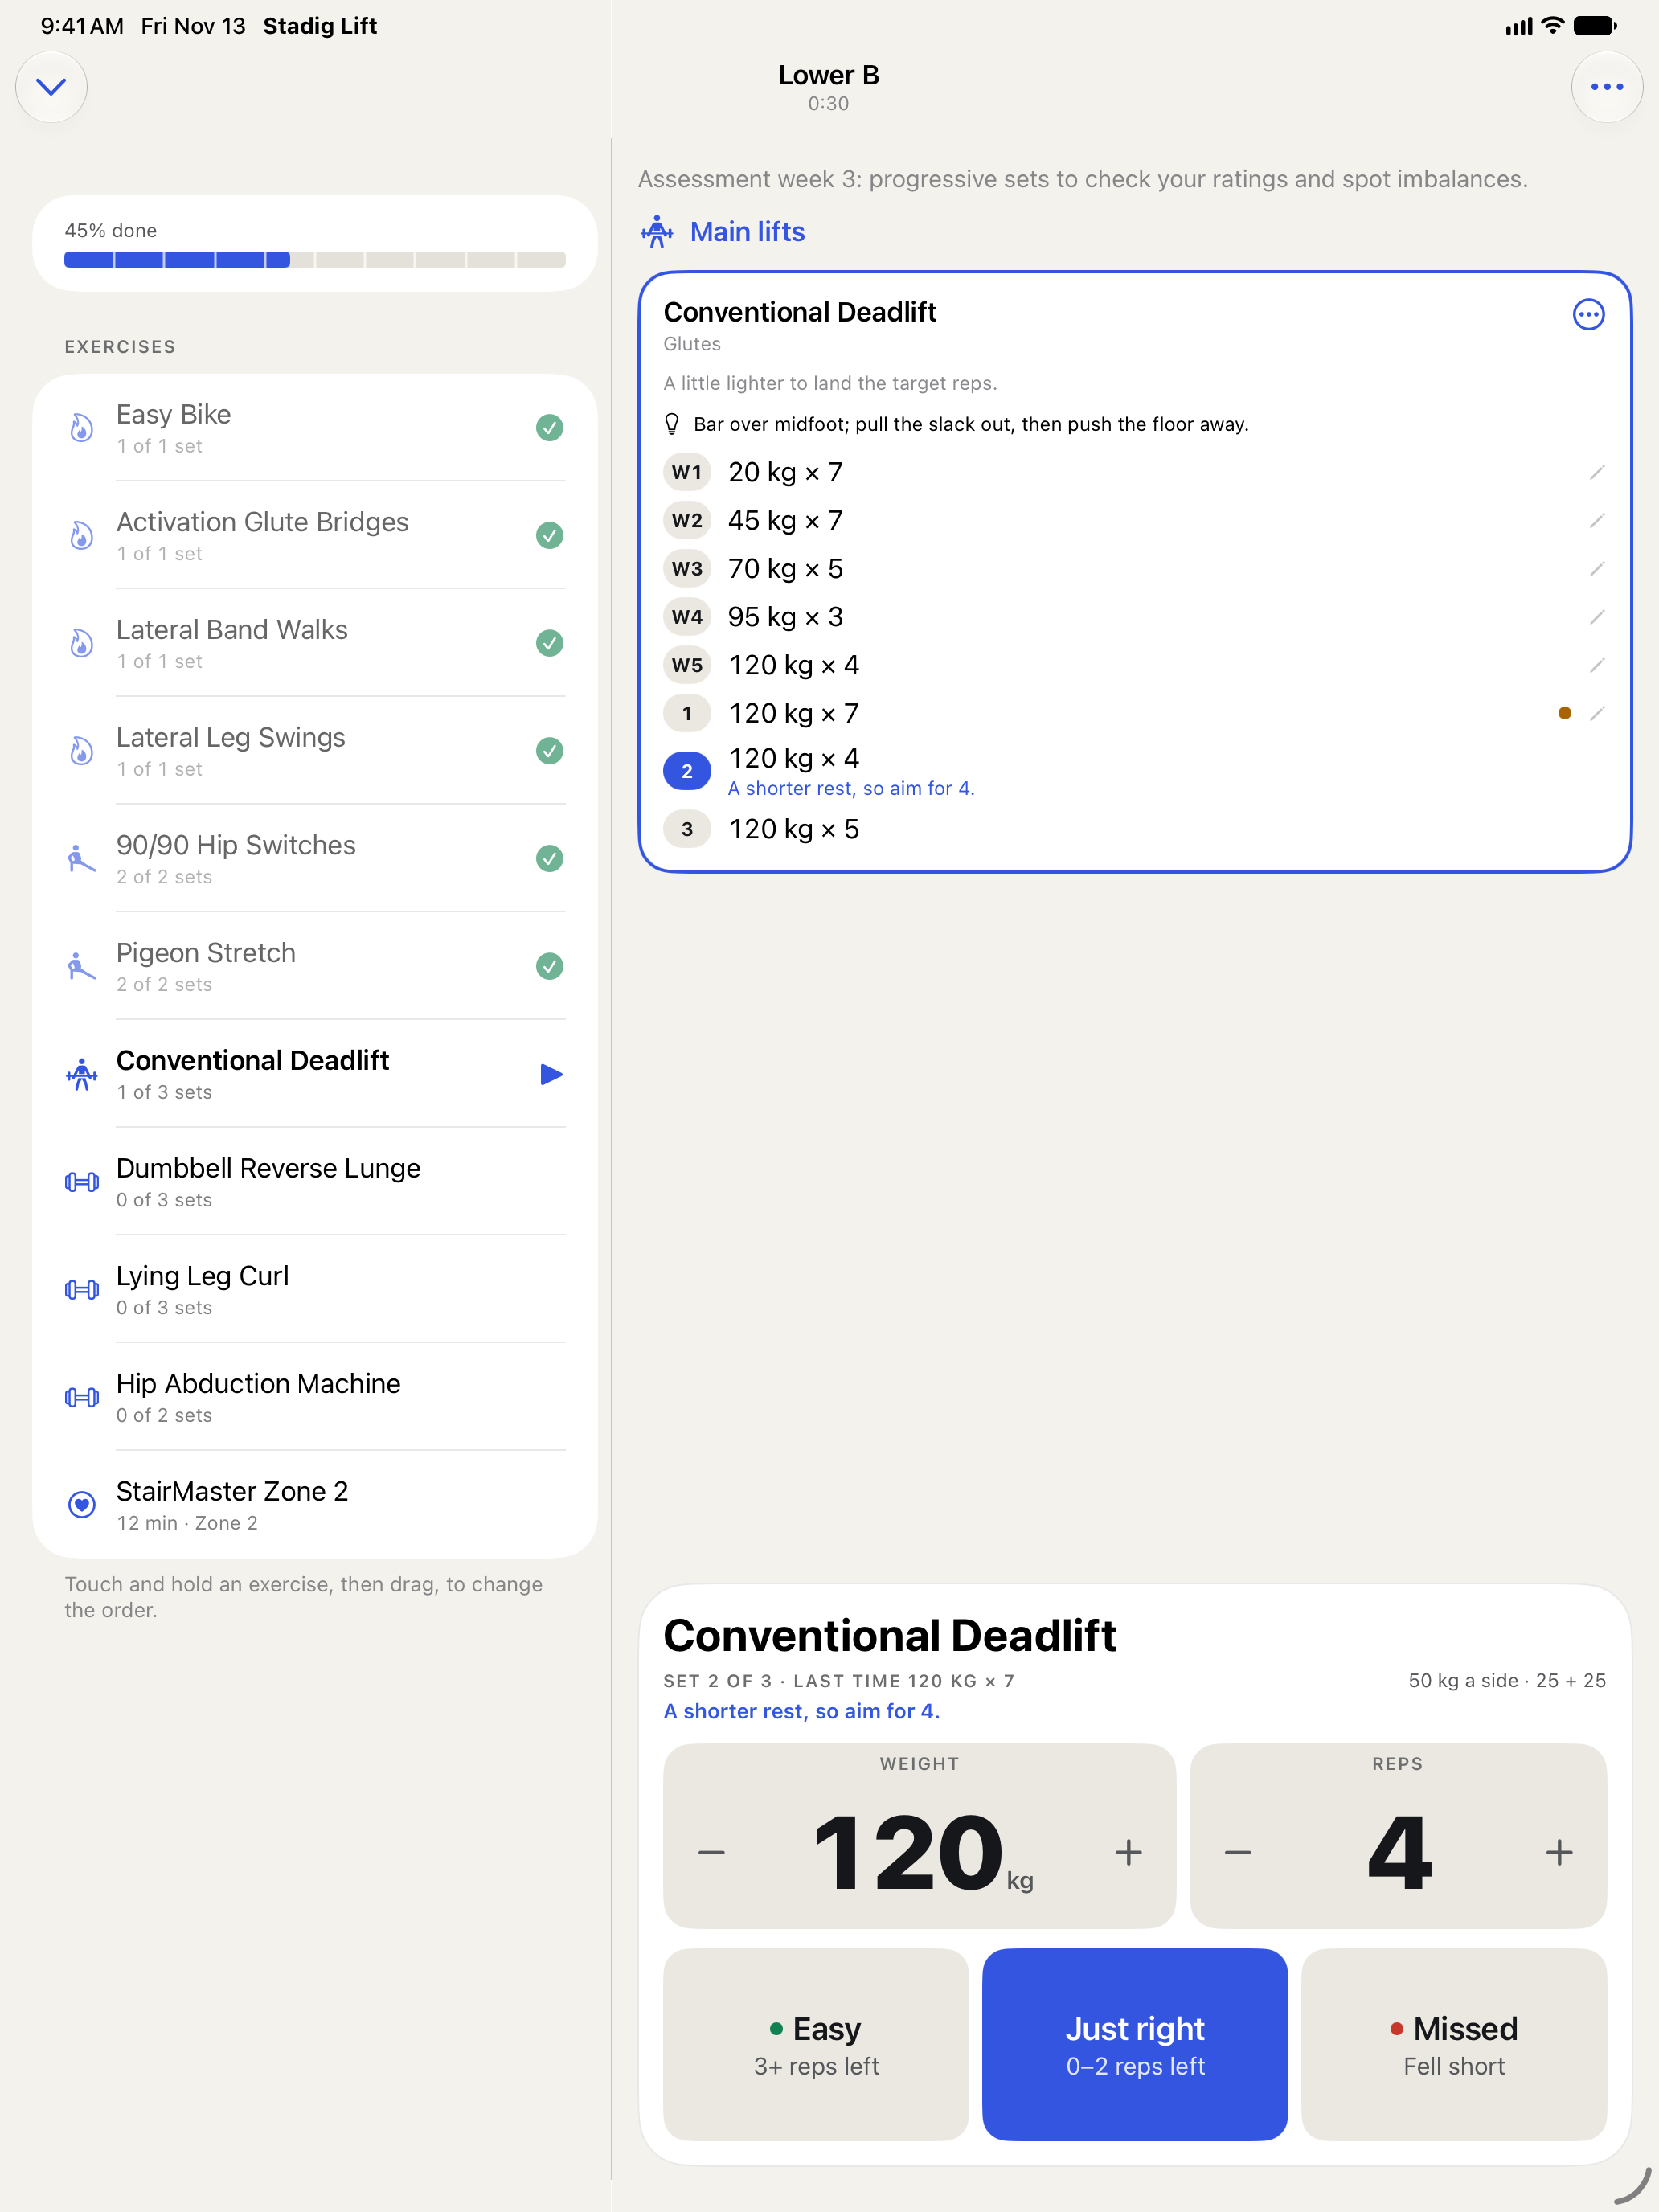 9:41 AM Fri Nov 13 Stadig Lift
Lower B
0:30
45% done
EXERCISES
Easy Bike
1 of 1 set
Activation Glute Bridges
1 of 1 set
Lateral Band Walks
1 of 1 set
Lateral Leg Swings
1 of 1 set
90/90 Hip Switches
2 of 2 sets
Pigeon Stretch
2 of 2 sets
Conventional Deadlift
1 of 3 sets
Dumbbell Reverse Lunge
0 of 3 sets
Lying Leg Curl
0 of 3 sets
Hip Abduction Machine
0 of 2 sets
StairMaster Zone 2
12 min · Zone 2
Touch and hold an exercise, then drag, to change
the order.
Assessment week 3: progressive sets to check your ratings and spot imbalances.
Main lifts
Conventional Deadlift
Glutes
A little lighter to land the target reps.
Bar over midfoot; pull the slack out, then push the floor away.
W1 20 kg × 7
W2 45 kg × 7
W3 70 kg × 5
W4 95 kg × 3
W5 120 kg × 4
1 120 kg × 7
2 120 kg × 4
A shorter rest, so aim for 4.
3 120 kg × 5
Conventional Deadlift
SET 2 OF 3 · LAST TIME 120 KG × 7 50 kg a side · 25 + 25
A shorter rest, so aim for 4.
WEIGHT REPS
− 120 kg + − 4 +
Easy Just right Missed
3+ reps left 0–2 reps left Fell short